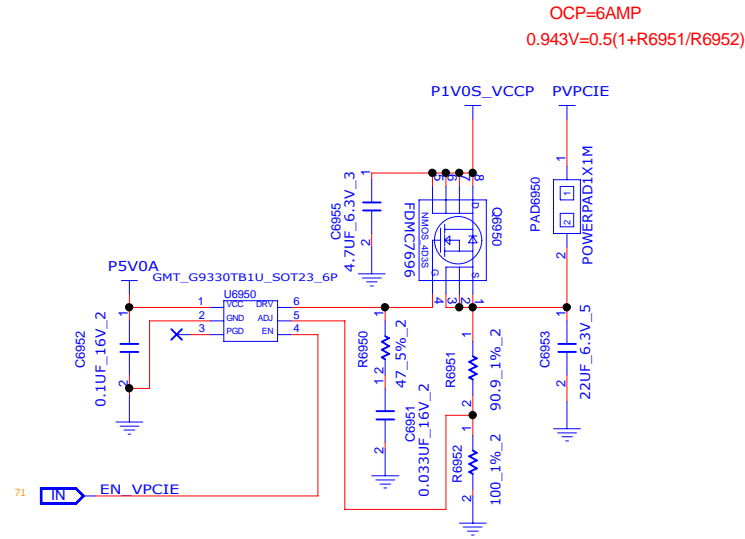 OCP=6AMP
0.943V=0.5(1+R6951/R6952)
P1V0S_VCCP
PVPCIE
1
2
C6955
4.7UF_6.3V_3
5
6
7
8
D
Q6950
NMOS_4D3S
FDMC7696
G
S
4
3
2
1
1
1
2
2
PAD6950
POWERPAD1X1M
P5V0A
GMT_G9330TB1U_SOT23_6P
U6950
1
VCC
DRV
6
2
GND
ADJ
5
3
PGD
EN
4
1
2
C6952
0.1UF_16V_2
1
2
R6950
47_5%_2
1
2
C6951
0.033UF_16V_2
1
2
R6951
90.9_1%_2
1
2
R6952
100_1%_2
1
2
C6953
22UF_6.3V_5
71
IN
EN_VPCIE